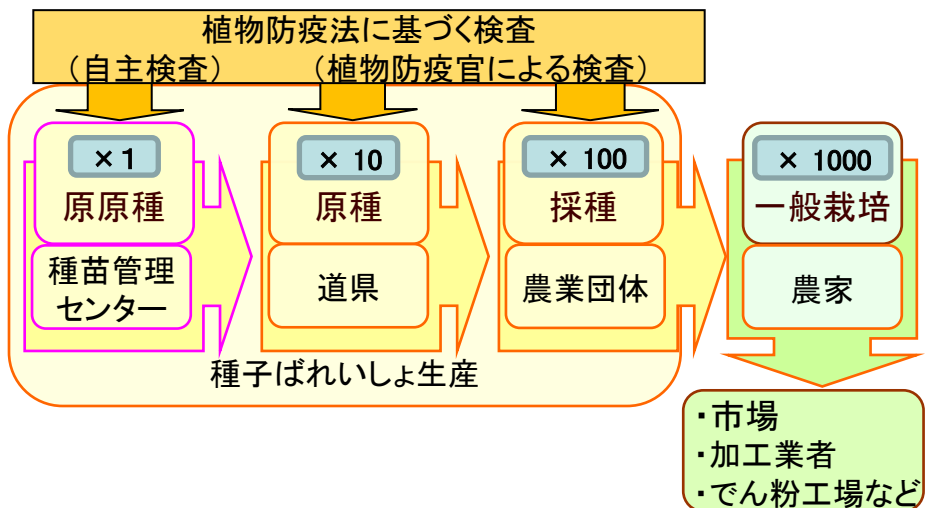 植物防疫法に基づく検査
（自主検査）　　（植物防疫官による検査）
×1
原原種
種苗管理
センター
× 10
原種
道県
× 100
採種
農業団体
× 1000
一般栽培
農家
種子ばれいしょ生産
・市場
・加工業者
・でん粉工場など